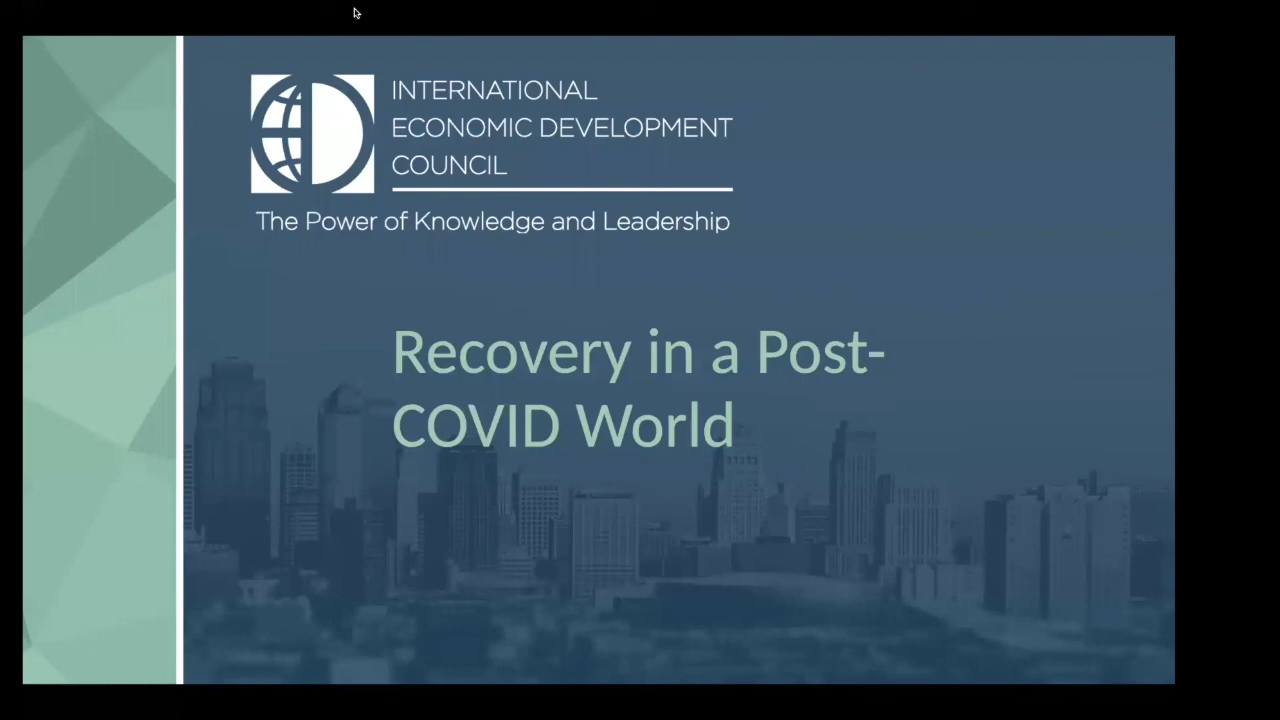 INTERNATIONAL
ECONOMIC DEVELOPMENT
COUNCIL
The Power of Knowledge and Leadership
Recovery in a Post-
COVID World